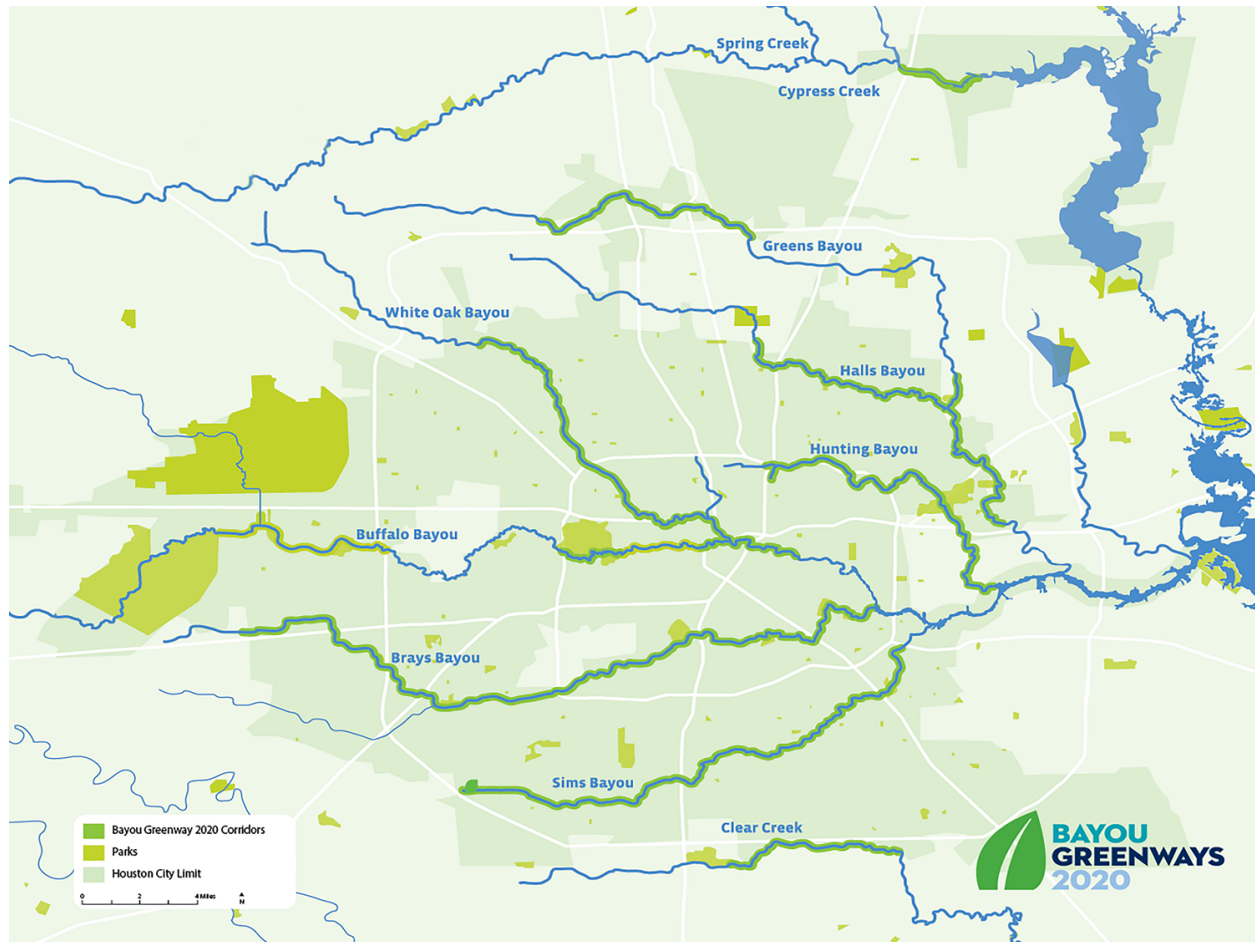 Spring Creek
Cypress Creek
Greens Bayou
White Oak Bayou
Halls Bayou
Hunting Bayou
Buffalo Bayou
Brays Bayou
Sims Bayou
Clear Creek
Bayou Greenway 2020 Corridors
Parks
Houston City Limit
0 2 4 Miles
N
BAYOU
GREENWAYS
2020